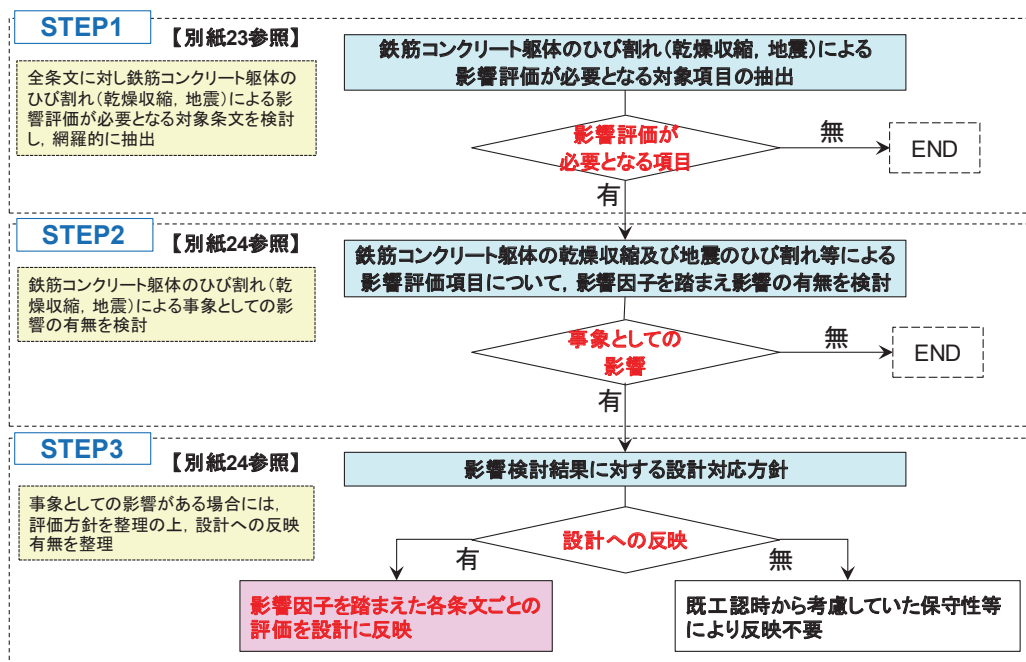 STEP1
【別紙23参照】
全条文に対し鉄筋コンクリート躯体の
ひび割れ（乾燥収縮，地震）による影
響評価が必要となる対象条文を検討
し，網羅的に抽出
鉄筋コンクリート躯体のひび割れ（乾燥収縮，地震）による
影響評価が必要となる対象項目の抽出
影響評価が
必要となる項目
無
END
有
STEP2
【別紙24参照】
鉄筋コンクリート躯体のひび割れ（乾
燥収縮，地震）による事象としての影
響の有無を検討
鉄筋コンクリート躯体の乾燥収縮及び地震のひび割れ等による
影響評価項目について，影響因子を踏まえ影響の有無を検討
事象としての
影響
無
END
有
STEP3
【別紙24参照】
事象としての影響がある場合には，
評価方針を整理の上，設計への反映
有無を整理
影響検討結果に対する設計対応方針
設計への反映
有
無
影響因子を踏まえた各条文ごとの
評価を設計に反映
既工認時から考慮していた保守性等
により反映不要